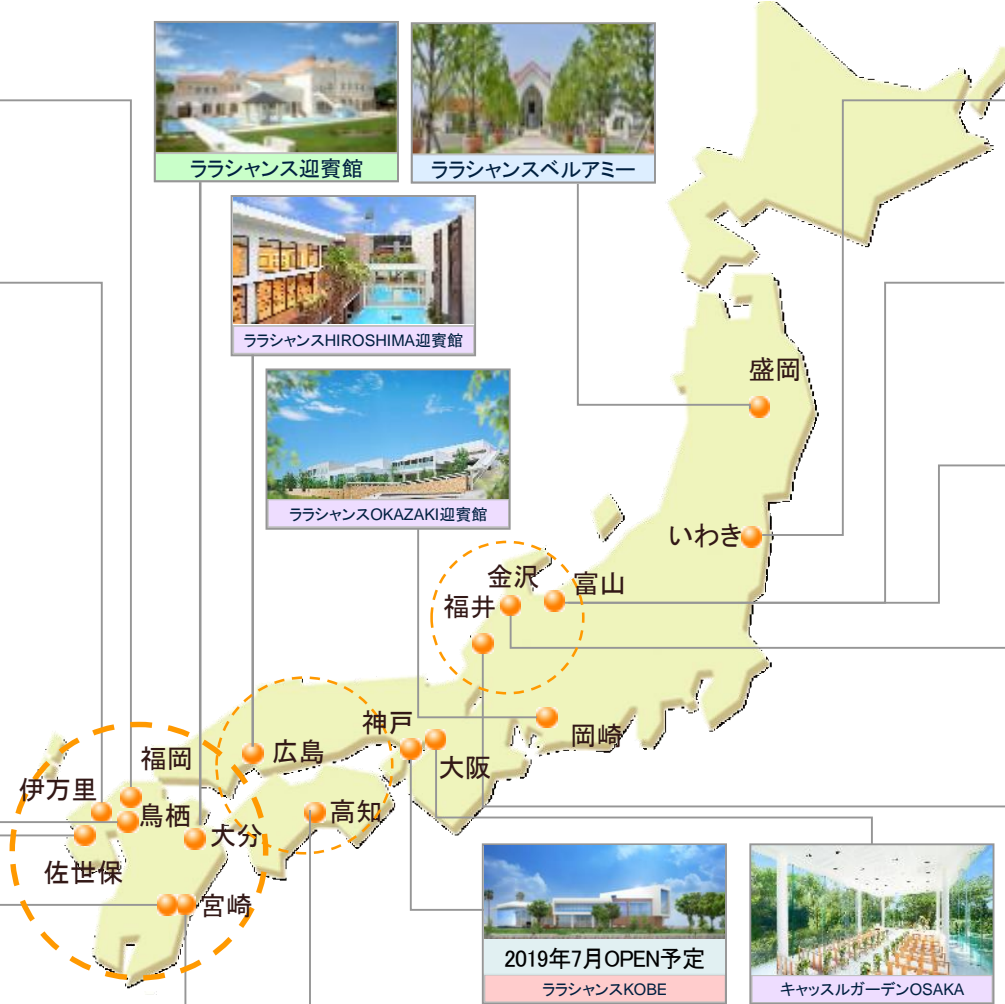 ララシャンス迎賓館
ララシャンスベルアミー
ララシャンスHIROSHIMA迎賓館
ララシャンスOKAZAKI迎賓館
盛岡
いわき
金沢
富山
福井
岡崎
神戸
大阪
広島
高知
福岡
伊万里
鳥栖
大分
佐世保
宮崎
2019年7月OPEN予定
ララシャンスKOBE
キャッスルガーデンOSAKA